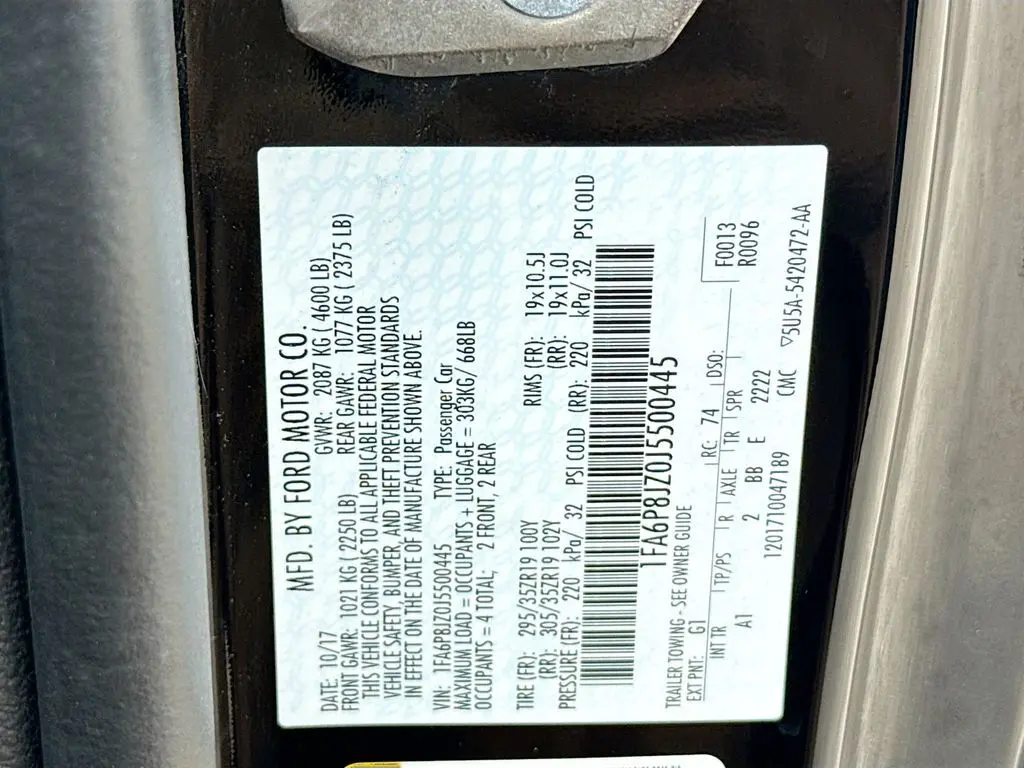 MFD. BY FORD MOTOR CO.
DATE: 10/17 GVWR: 2087 KG ( 4600 LB)
FRONT GAWR: 1021 KG ( 2250 LB) REAR GAWR: 1077 KG ( 2375 LB)
THIS VEHICLE CONFORMS TO ALL APPLICABLE FEDERAL MOTOR
VEHICLE SAFETY, BUMPER, AND THEFT PREVENTION STANDARDS
IN EFFECT ON THE DATE OF MANUFACTURE SHOWN ABOVE.
VIN: 1FA6P8JZ0J5500445 TYPE: Passenger Car
MAXIMUM LOAD = OCCUPANTS + LUGGAGE = 303KG/ 668LB
OCCUPANTS = 4 TOTAL; 2 FRONT, 2 REAR
TIRE (FR): 295/35ZR19 100Y RIMS (FR): 19x10.5J
(RR): 305/35ZR19 102Y (RR): 19x11.0J
PRESSURE (FR): 220 kPa/ 32 PSI COLD (RR): 220 kPa/ 32 PSI COLD
1FA6P8JZ0J5500445
TRAILER TOWING - SEE OWNER GUIDE F0013
EXT PNT: G1 RC: 74 DSO: R0096
INT TR TP/PS R AXLE TR SPR
A1 2 BB E 2222
1201710047189 CMC ▽5U5A-5420472-AA